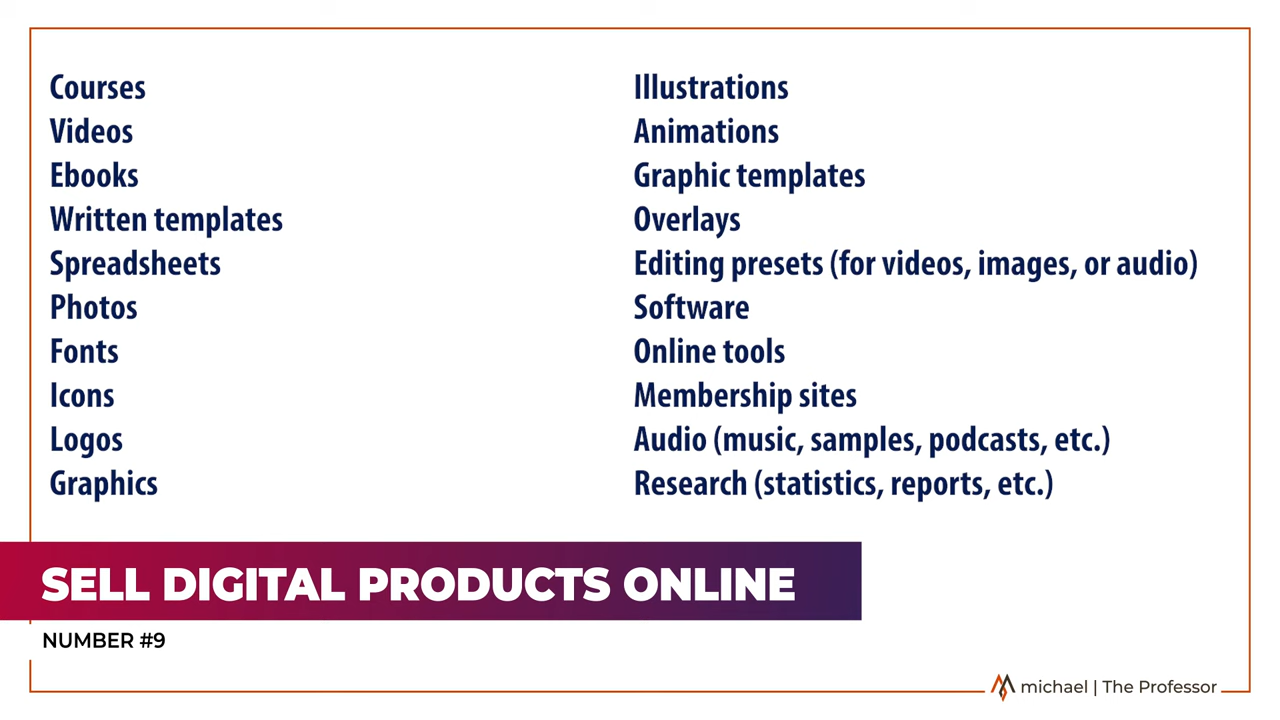 Courses
Videos
Ebooks
Written templates
Spreadsheets
Photos
Fonts
Icons
Logos
Graphics
Illustrations
Animations
Graphic templates
Overlays
Editing presets (for videos, images, or audio)
Software
Online tools
Membership sites
Audio (music, samples, podcasts, etc.)
Research (statistics, reports, etc.)
SELL DIGITAL PRODUCTS ONLINE
NUMBER #9
michael | The Professor